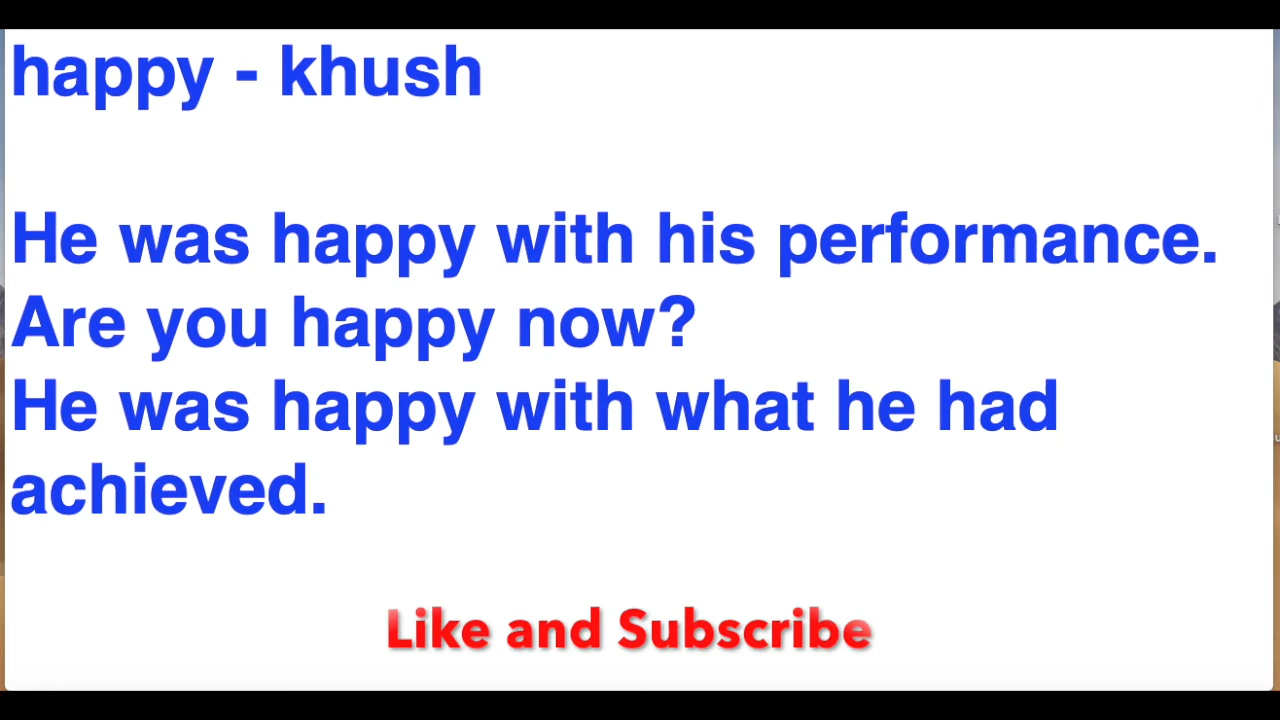 happy - khush
He was happy with his performance.
Are you happy now?
He was happy with what he had
achieved.
Like and Subscribe